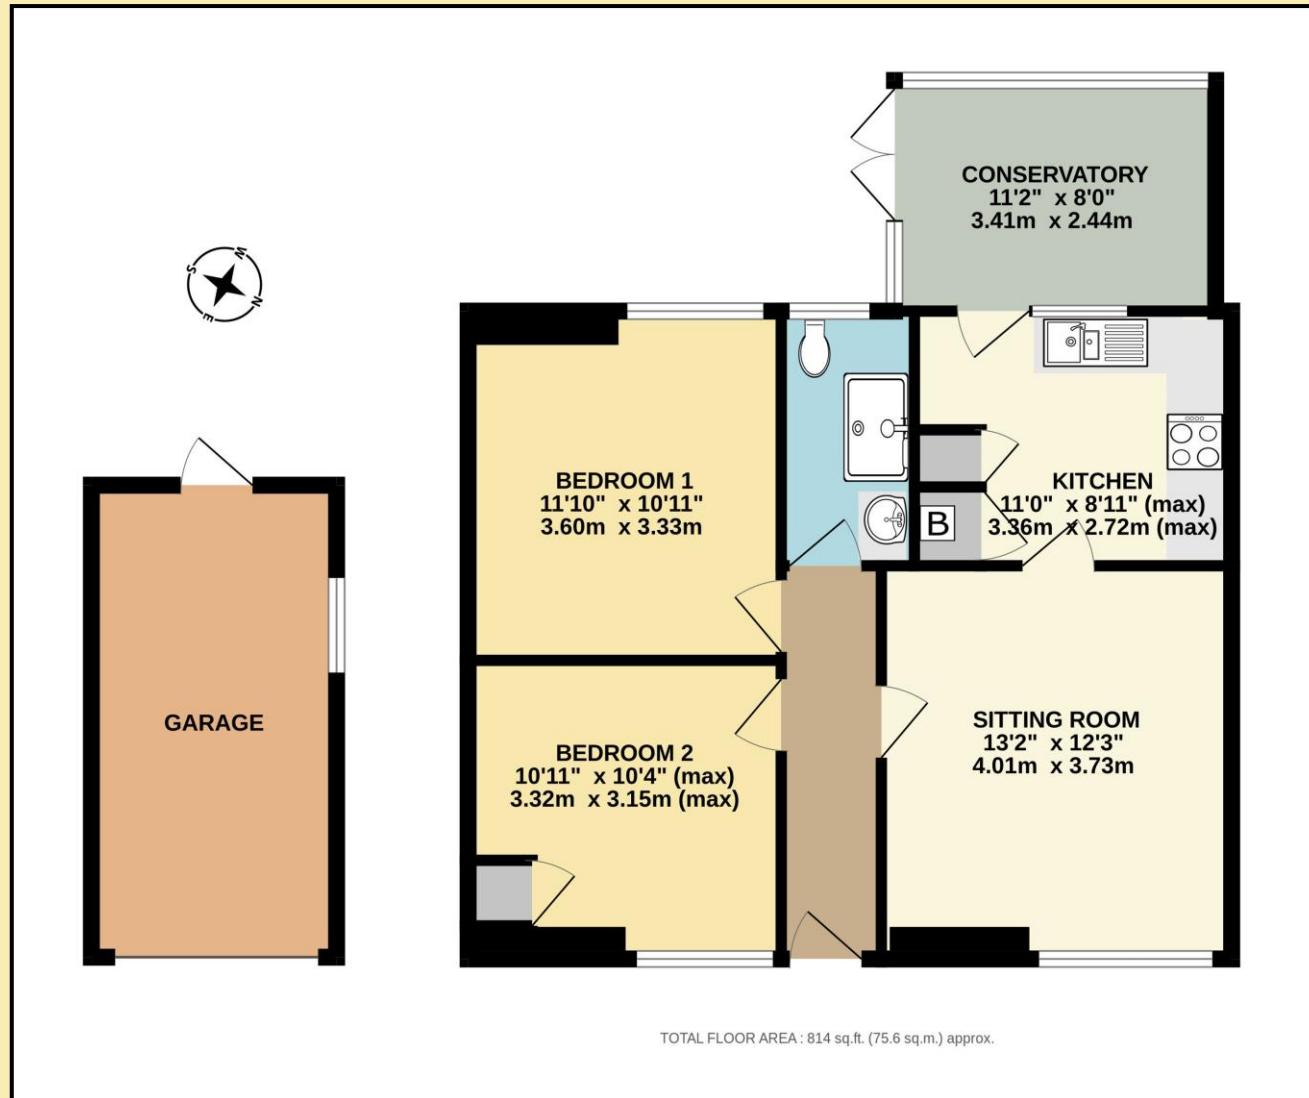 CONSERVATORY
11'2" x 8'0"
3.41m x 2.44m
W
S
N
E
BEDROOM 1
11'10" x 10'11"
3.60m x 3.33m
B
KITCHEN
11'0" x 8'11" (max)
3.36m x 2.72m (max)
GARAGE
BEDROOM 2
10'11" x 10'4" (max)
3.32m x 3.15m (max)
SITTING ROOM
13'2" x 12'3"
4.01m x 3.73m
TOTAL FLOOR AREA : 814 sq.ft. (75.6 sq.m.) approx.